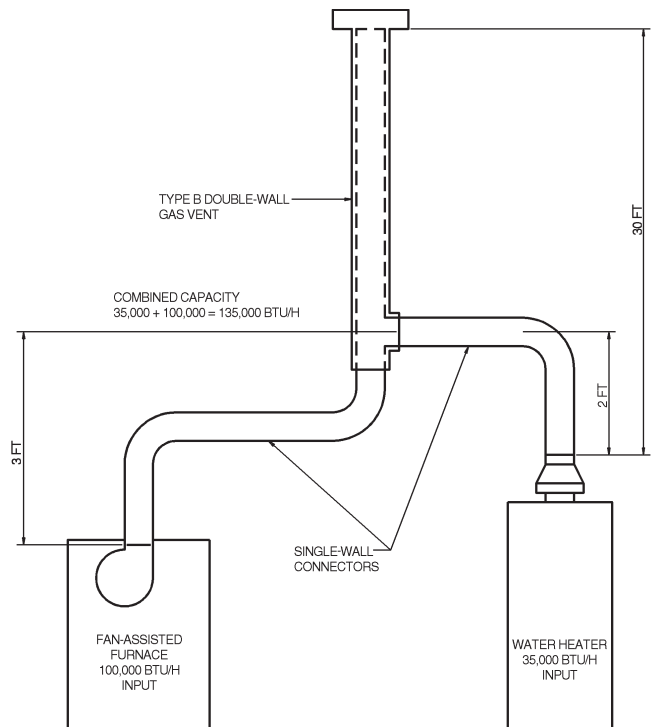 TYPE B DOUBLE-WALL
GAS VENT
30 FT
COMBINED CAPACITY
35,000 + 100,000 = 135,000 BTU/H
3 FT
2 FT
SINGLE-WALL
CONNECTORS
FAN-ASSISTED
FURNACE
100,000 BTU/H
INPUT
WATER HEATER
35,000 BTU/H
INPUT